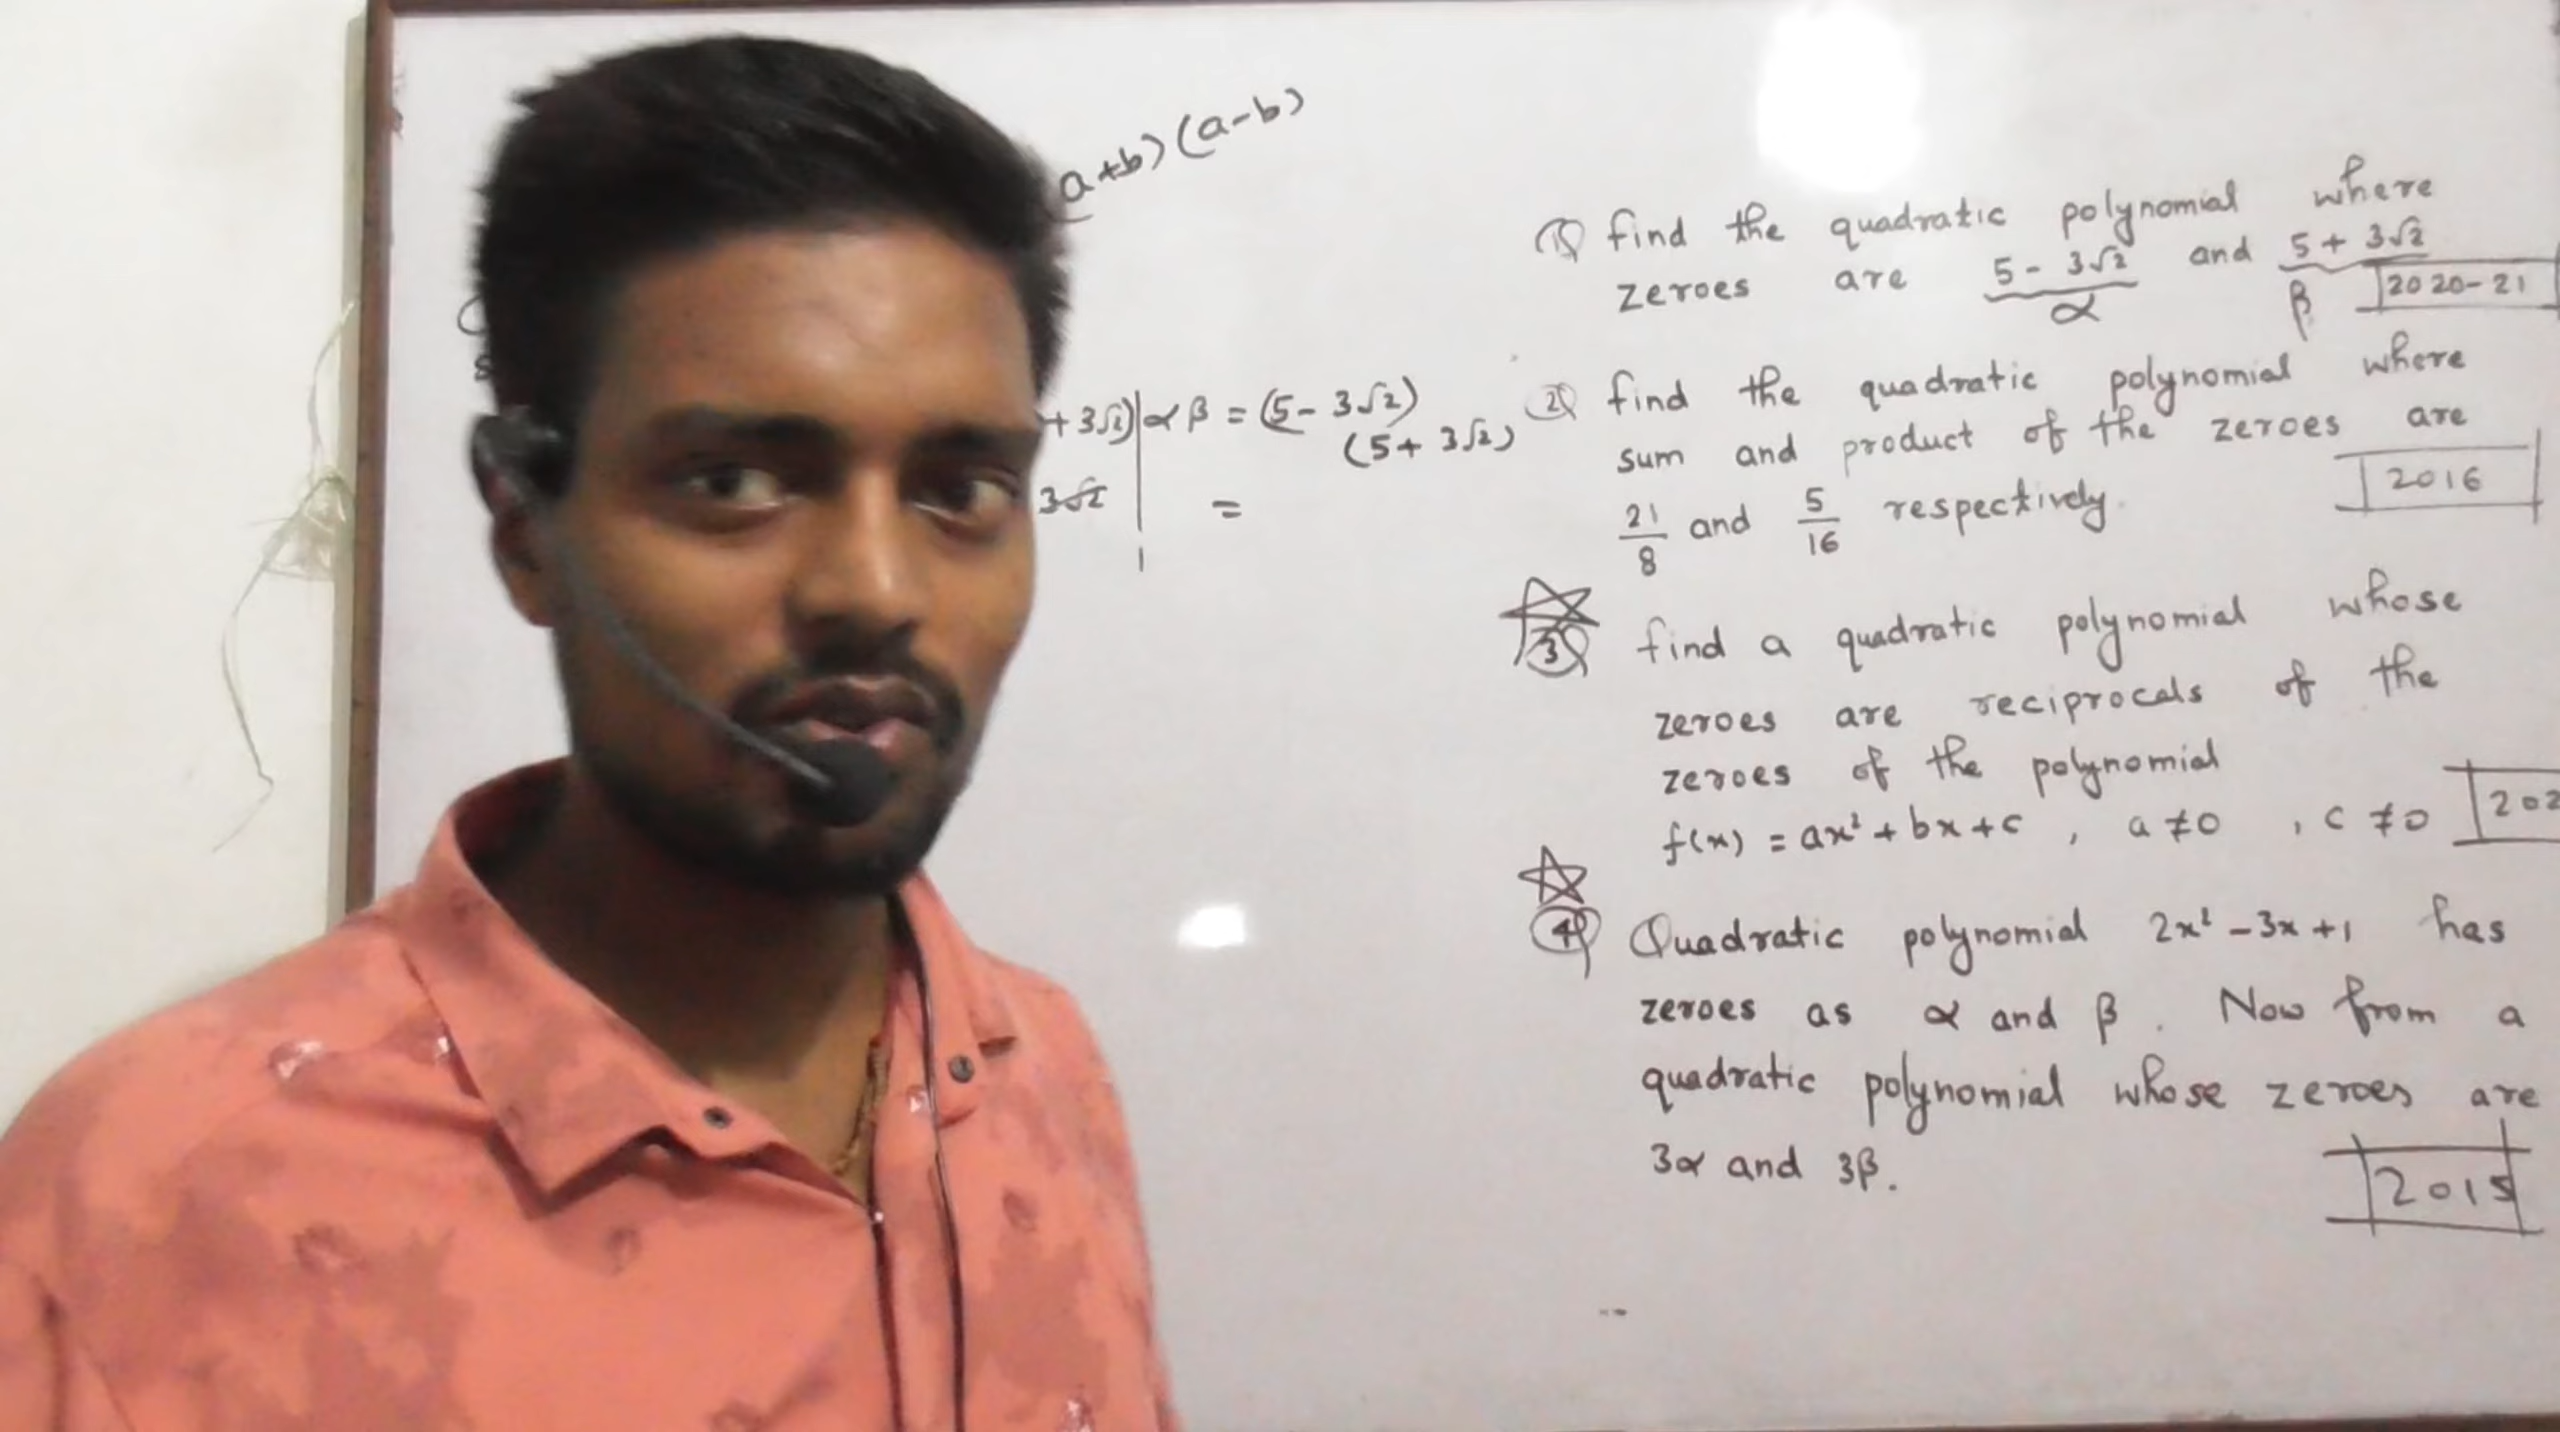 (a+b)(a-b)
+ 3√2) | αβ = (5- 3√2)
(5+ 3√2)
3√2
=
1) find the quadratic polynomial where
zeroes are 5 - 3√2 and 5 + 3√2
α β 2020-21
2) find the quadratic polynomial where
sum and product of the zeroes are
21/8 and 5/16 respectively. 2016
3) find a quadratic polynomial whose
zeroes are reciprocals of the
zeroes of the polynomial
f(x) = ax² + bx + c , a ≠ 0 , c ≠ 0 202
4) Quadratic polynomial 2x² - 3x + 1 has
zeroes as α and β . Now from a
quadratic polynomial whose zeroes are
3α and 3β.
2015